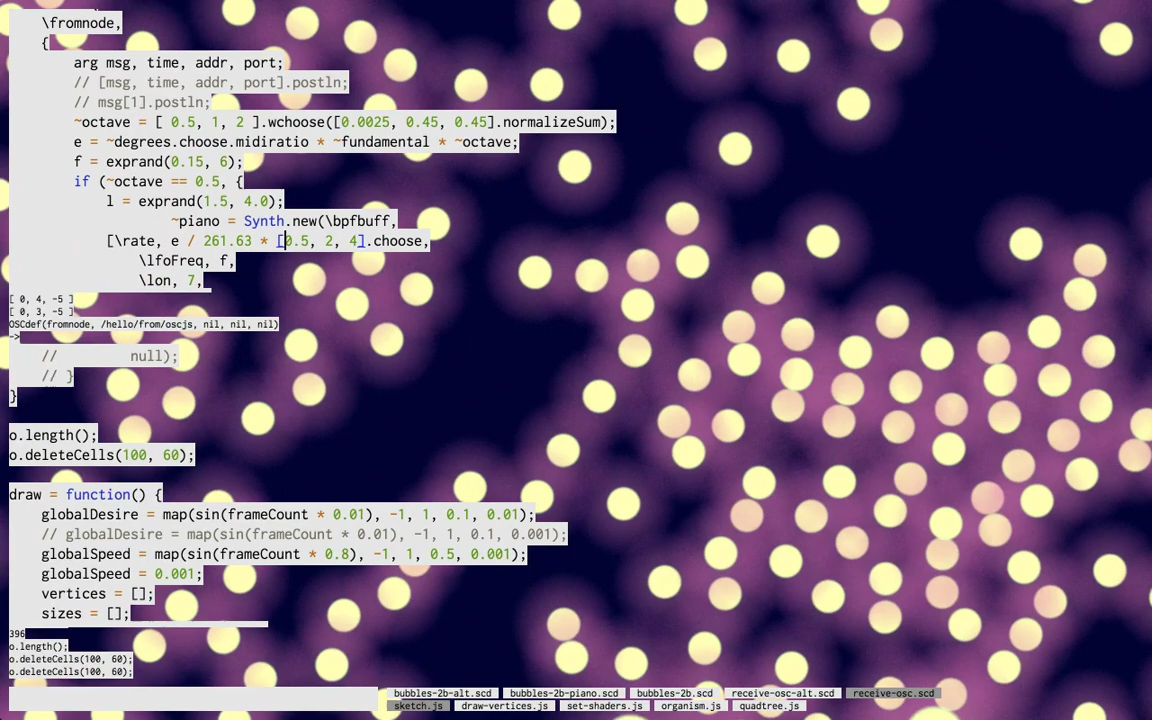 \fromnode,
{
arg msg, time, addr, port;
// [msg, time, addr, port].postln;
// msg[1].postln;
~octave = [ 0.5, 1, 2 ].wchoose([0.0025, 0.45, 0.45].normalizeSum);
e = ~degrees.choose.midiratio * ~fundamental * ~octave;
f = exprand(0.15, 6);
if (~octave == 0.5, {
l = exprand(1.5, 4.0);
~piano = Synth.new(\bpfbuff,
[\rate, e / 261.63 * [0.5, 2, 4].choose,
\lfoFreq, f,
\lon, 7,
[ 0, 4, -5 ]
[ 0, 3, -5 ]
OSCdef(fromnode, /hello/from/oscjs, nil, nil, nil)
->
// null);
// }
}
o.length();
o.deleteCells(100, 60);
draw = function() {
globalDesire = map(sin(frameCount * 0.01), -1, 1, 0.1, 0.01);
// globalDesire = map(sin(frameCount * 0.01), -1, 1, 0.1, 0.001);
globalSpeed = map(sin(frameCount * 0.8), -1, 1, 0.5, 0.001);
globalSpeed = 0.001;
vertices = [];
sizes = [];
396
o.length();
o.deleteCells(100, 60);
o.deleteCells(100, 60);
bubbles-2b-alt.scd bubbles-2b-piano.scd bubbles-2b.scd receive-osc-alt.scd receive-osc.scd
sketch.js draw-vertices.js set-shaders.js organism.js quadtree.js